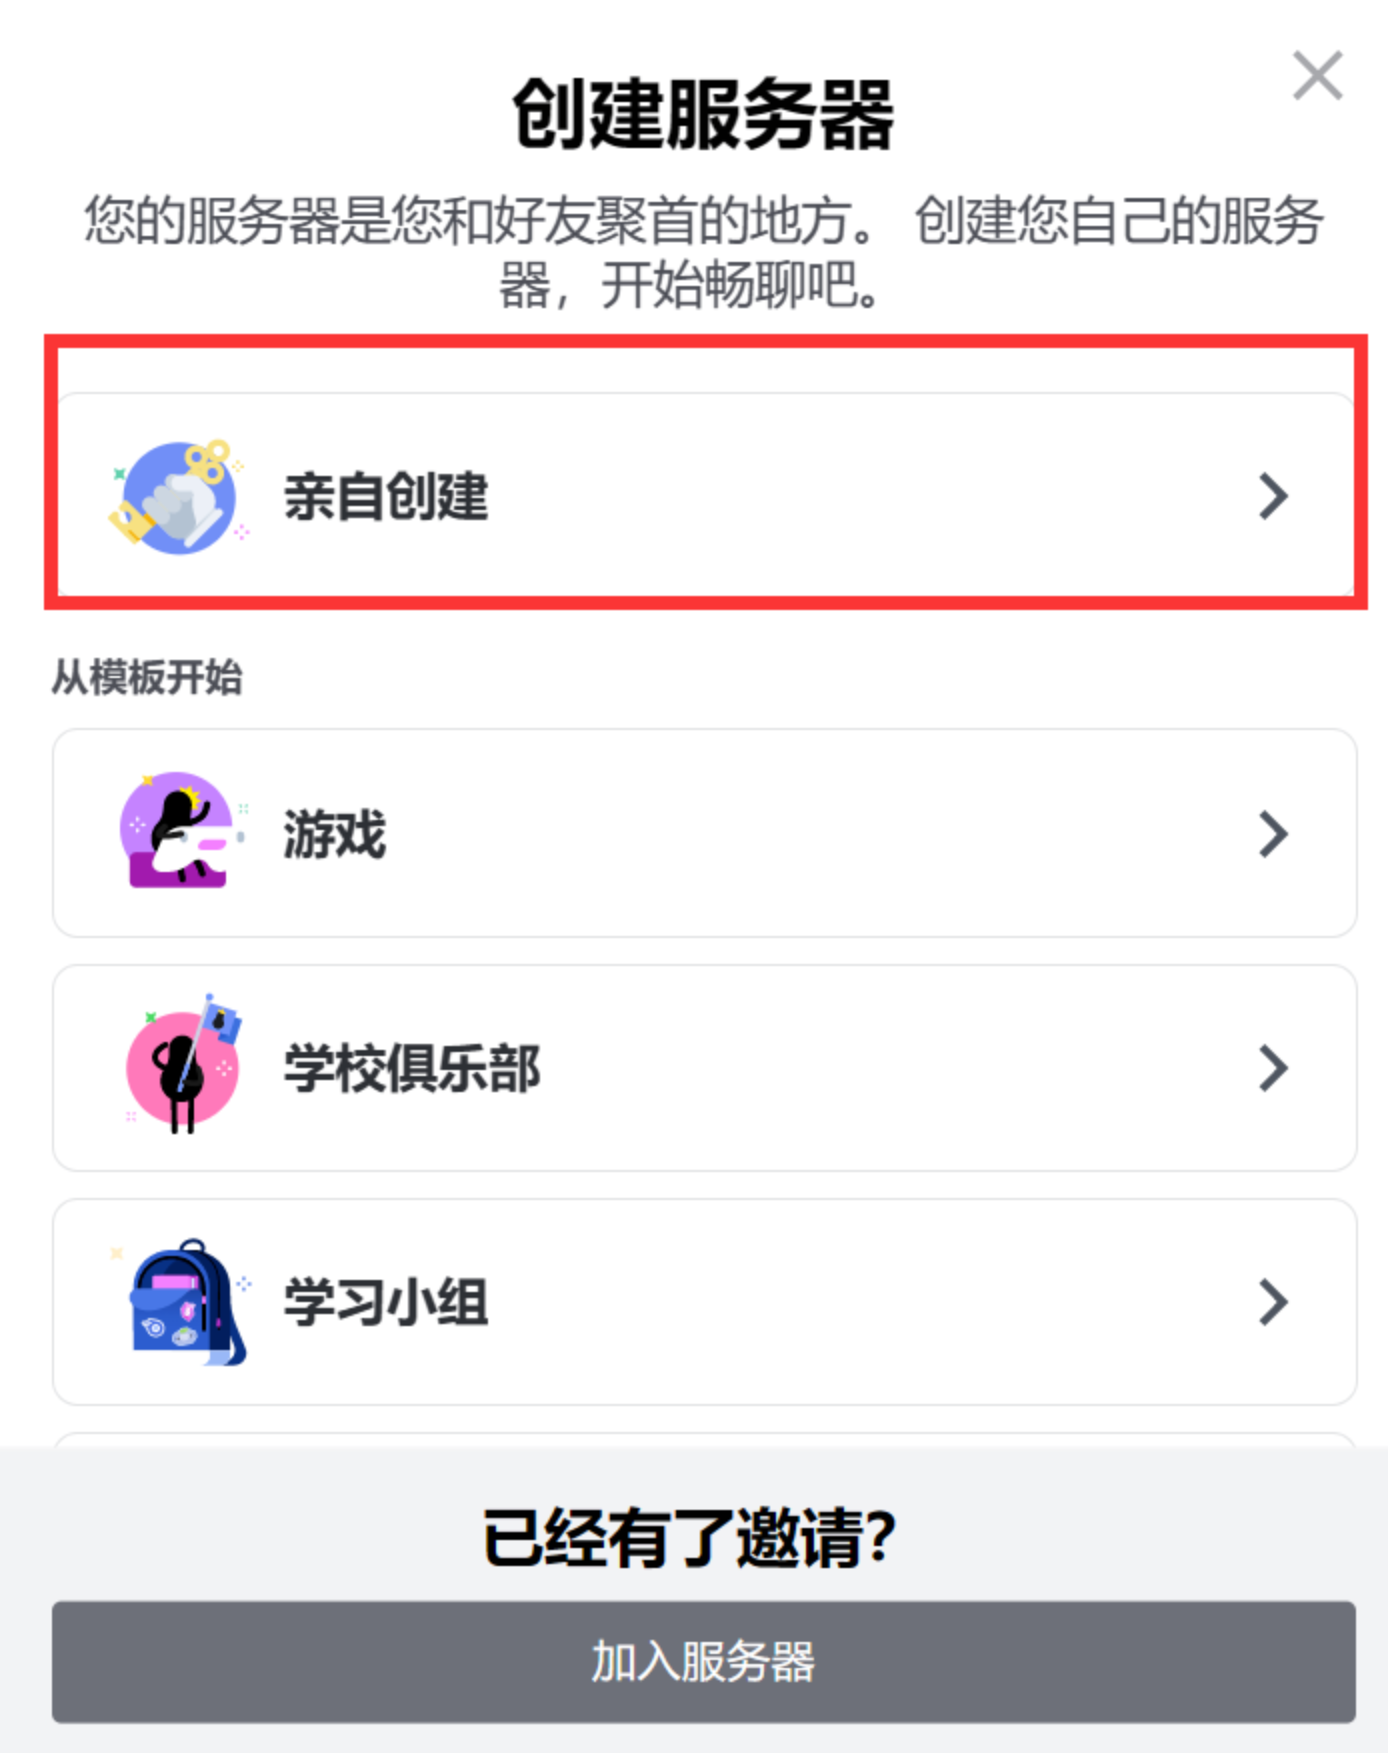 创建服务器
您的服务器是您和好友聚首的地方。 创建您自己的服务
器，开始畅聊吧。
亲自创建
从模板开始
游戏
学校俱乐部
学习小组
已经有了邀请？
加入服务器